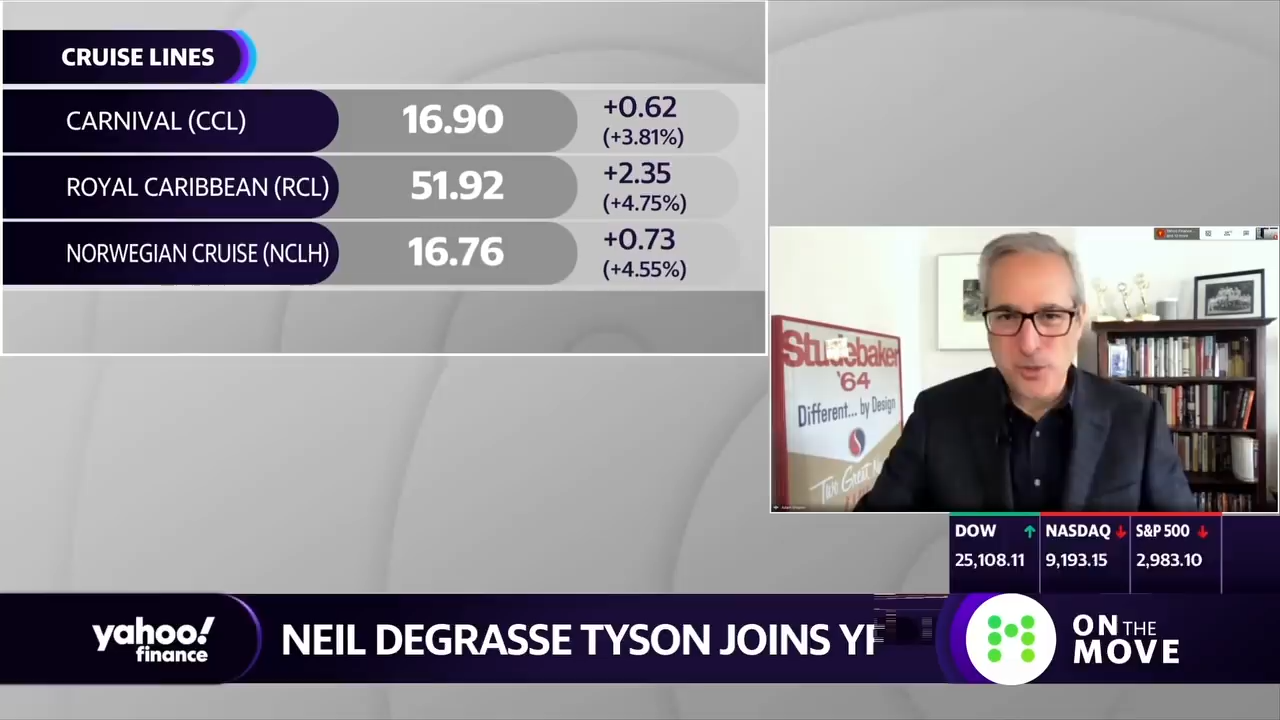 CRUISE LINES
CARNIVAL (CCL) 16.90 +0.62
(+3.81%)
ROYAL CARIBBEAN (RCL) 51.92 +2.35
(+4.75%)
NORWEGIAN CRUISE (NCLH) 16.76 +0.73
(+4.55%)
Studebaker
'64
Different... by Design
Two Great
DOW NASDAQ S&P 500
25,108.11 9,193.15 2,983.10
yahoo!
finance
NEIL DEGRASSE TYSON JOINS YF
ON THE
MOVE